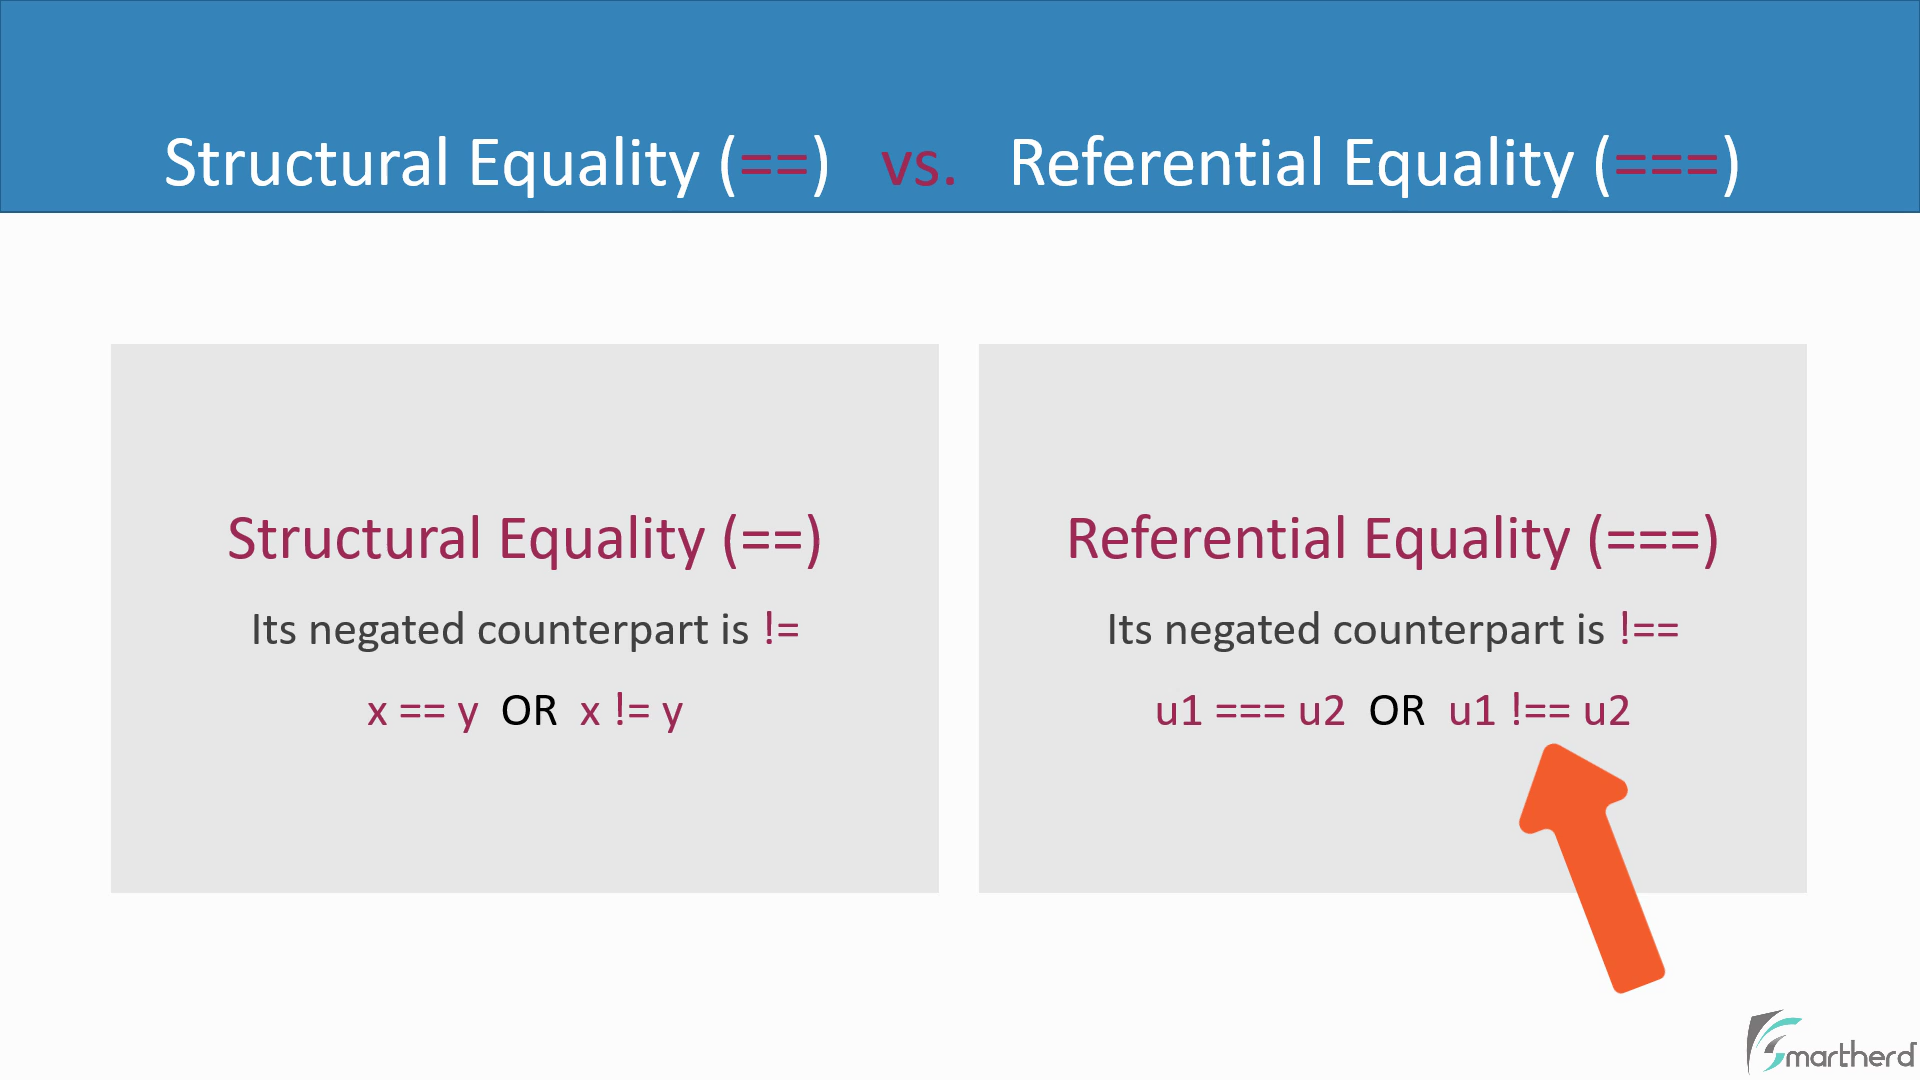 Structural Equality (==) vs. Referential Equality (===)
Structural Equality (==)
Its negated counterpart is !=
x == y OR x != y
Referential Equality (===)
Its negated counterpart is !==
u1 === u2 OR u1 !== u2
Smartherd